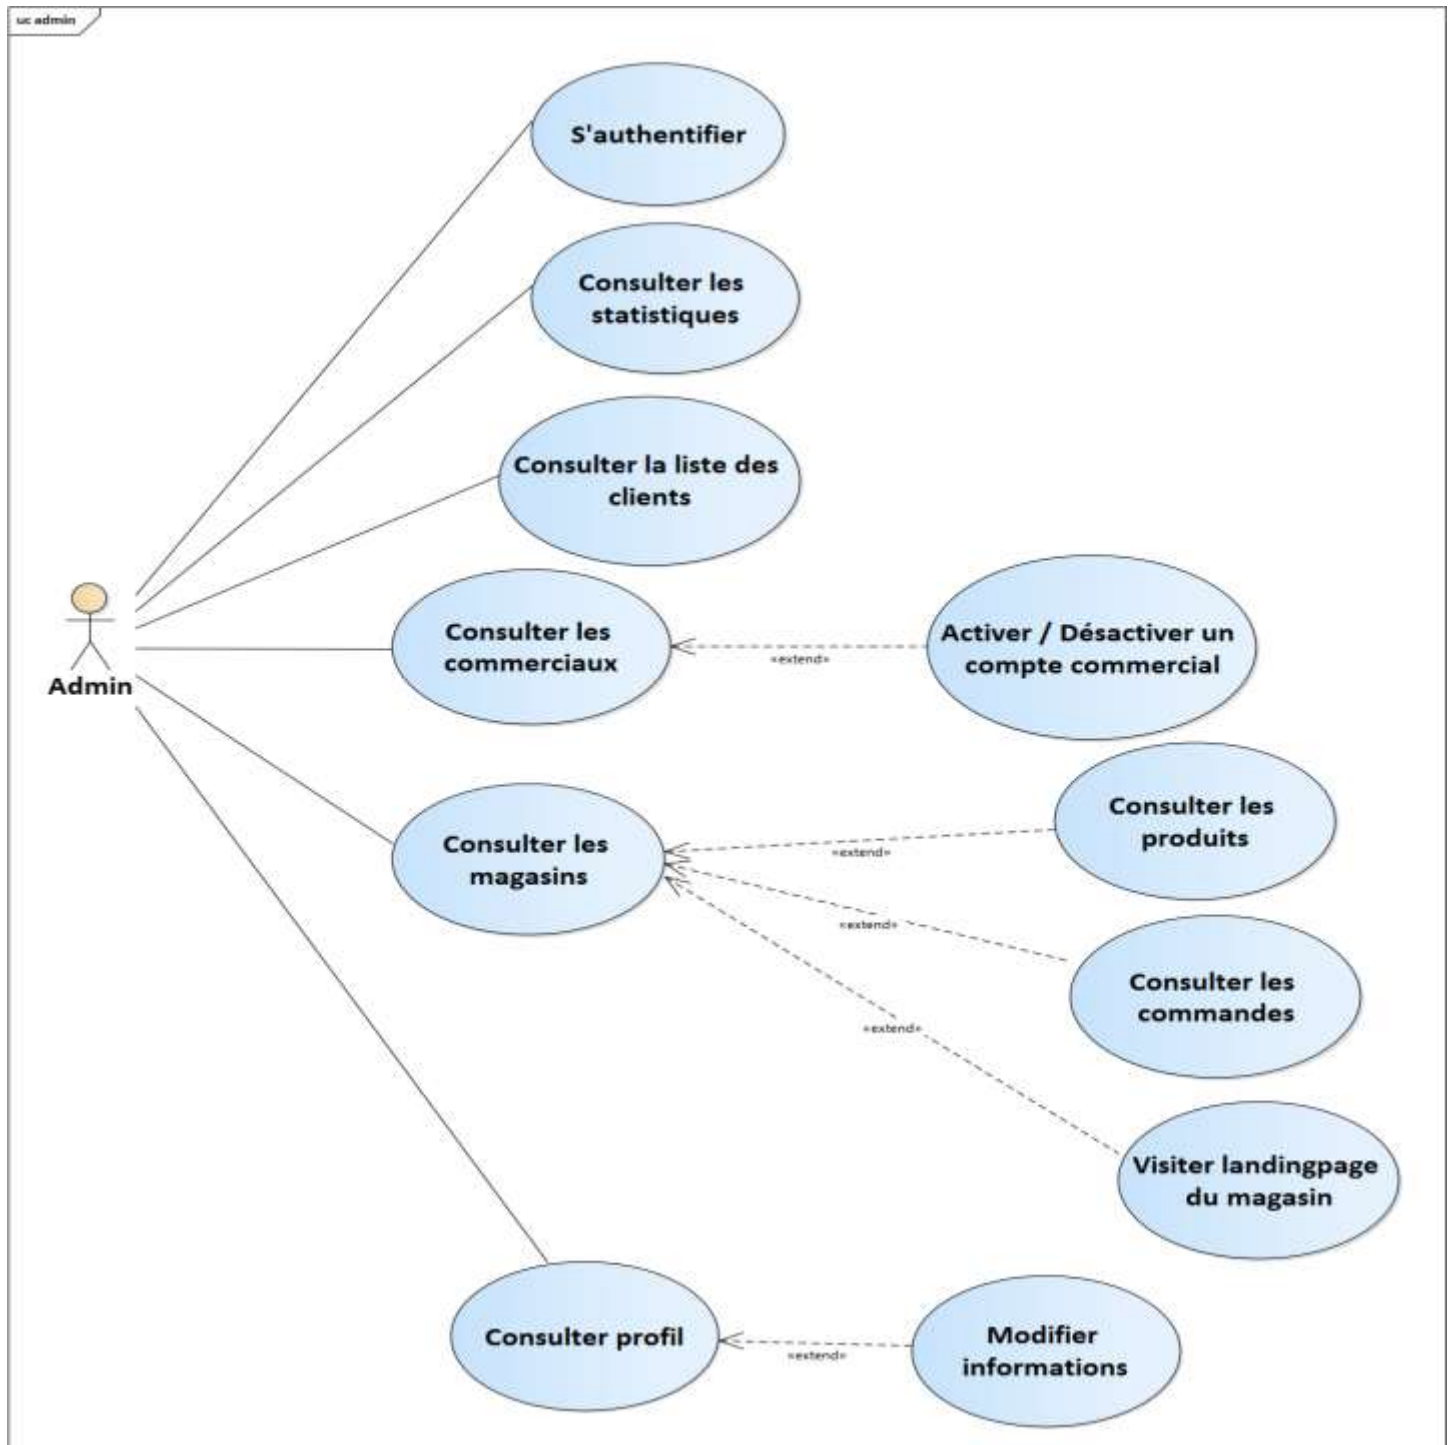 uc admin
S'authentifier
Consulter les
statistiques
Consulter la liste des
clients
Consulter les
commerciaux
«extend»
Activer / Désactiver un
compte commercial
Admin
Consulter les
magasins
«extend»
Consulter les
produits
«extend»
Consulter les
commandes
«extend»
Visiter landingpage
du magasin
Consulter profil
«extend»
Modifier
informations